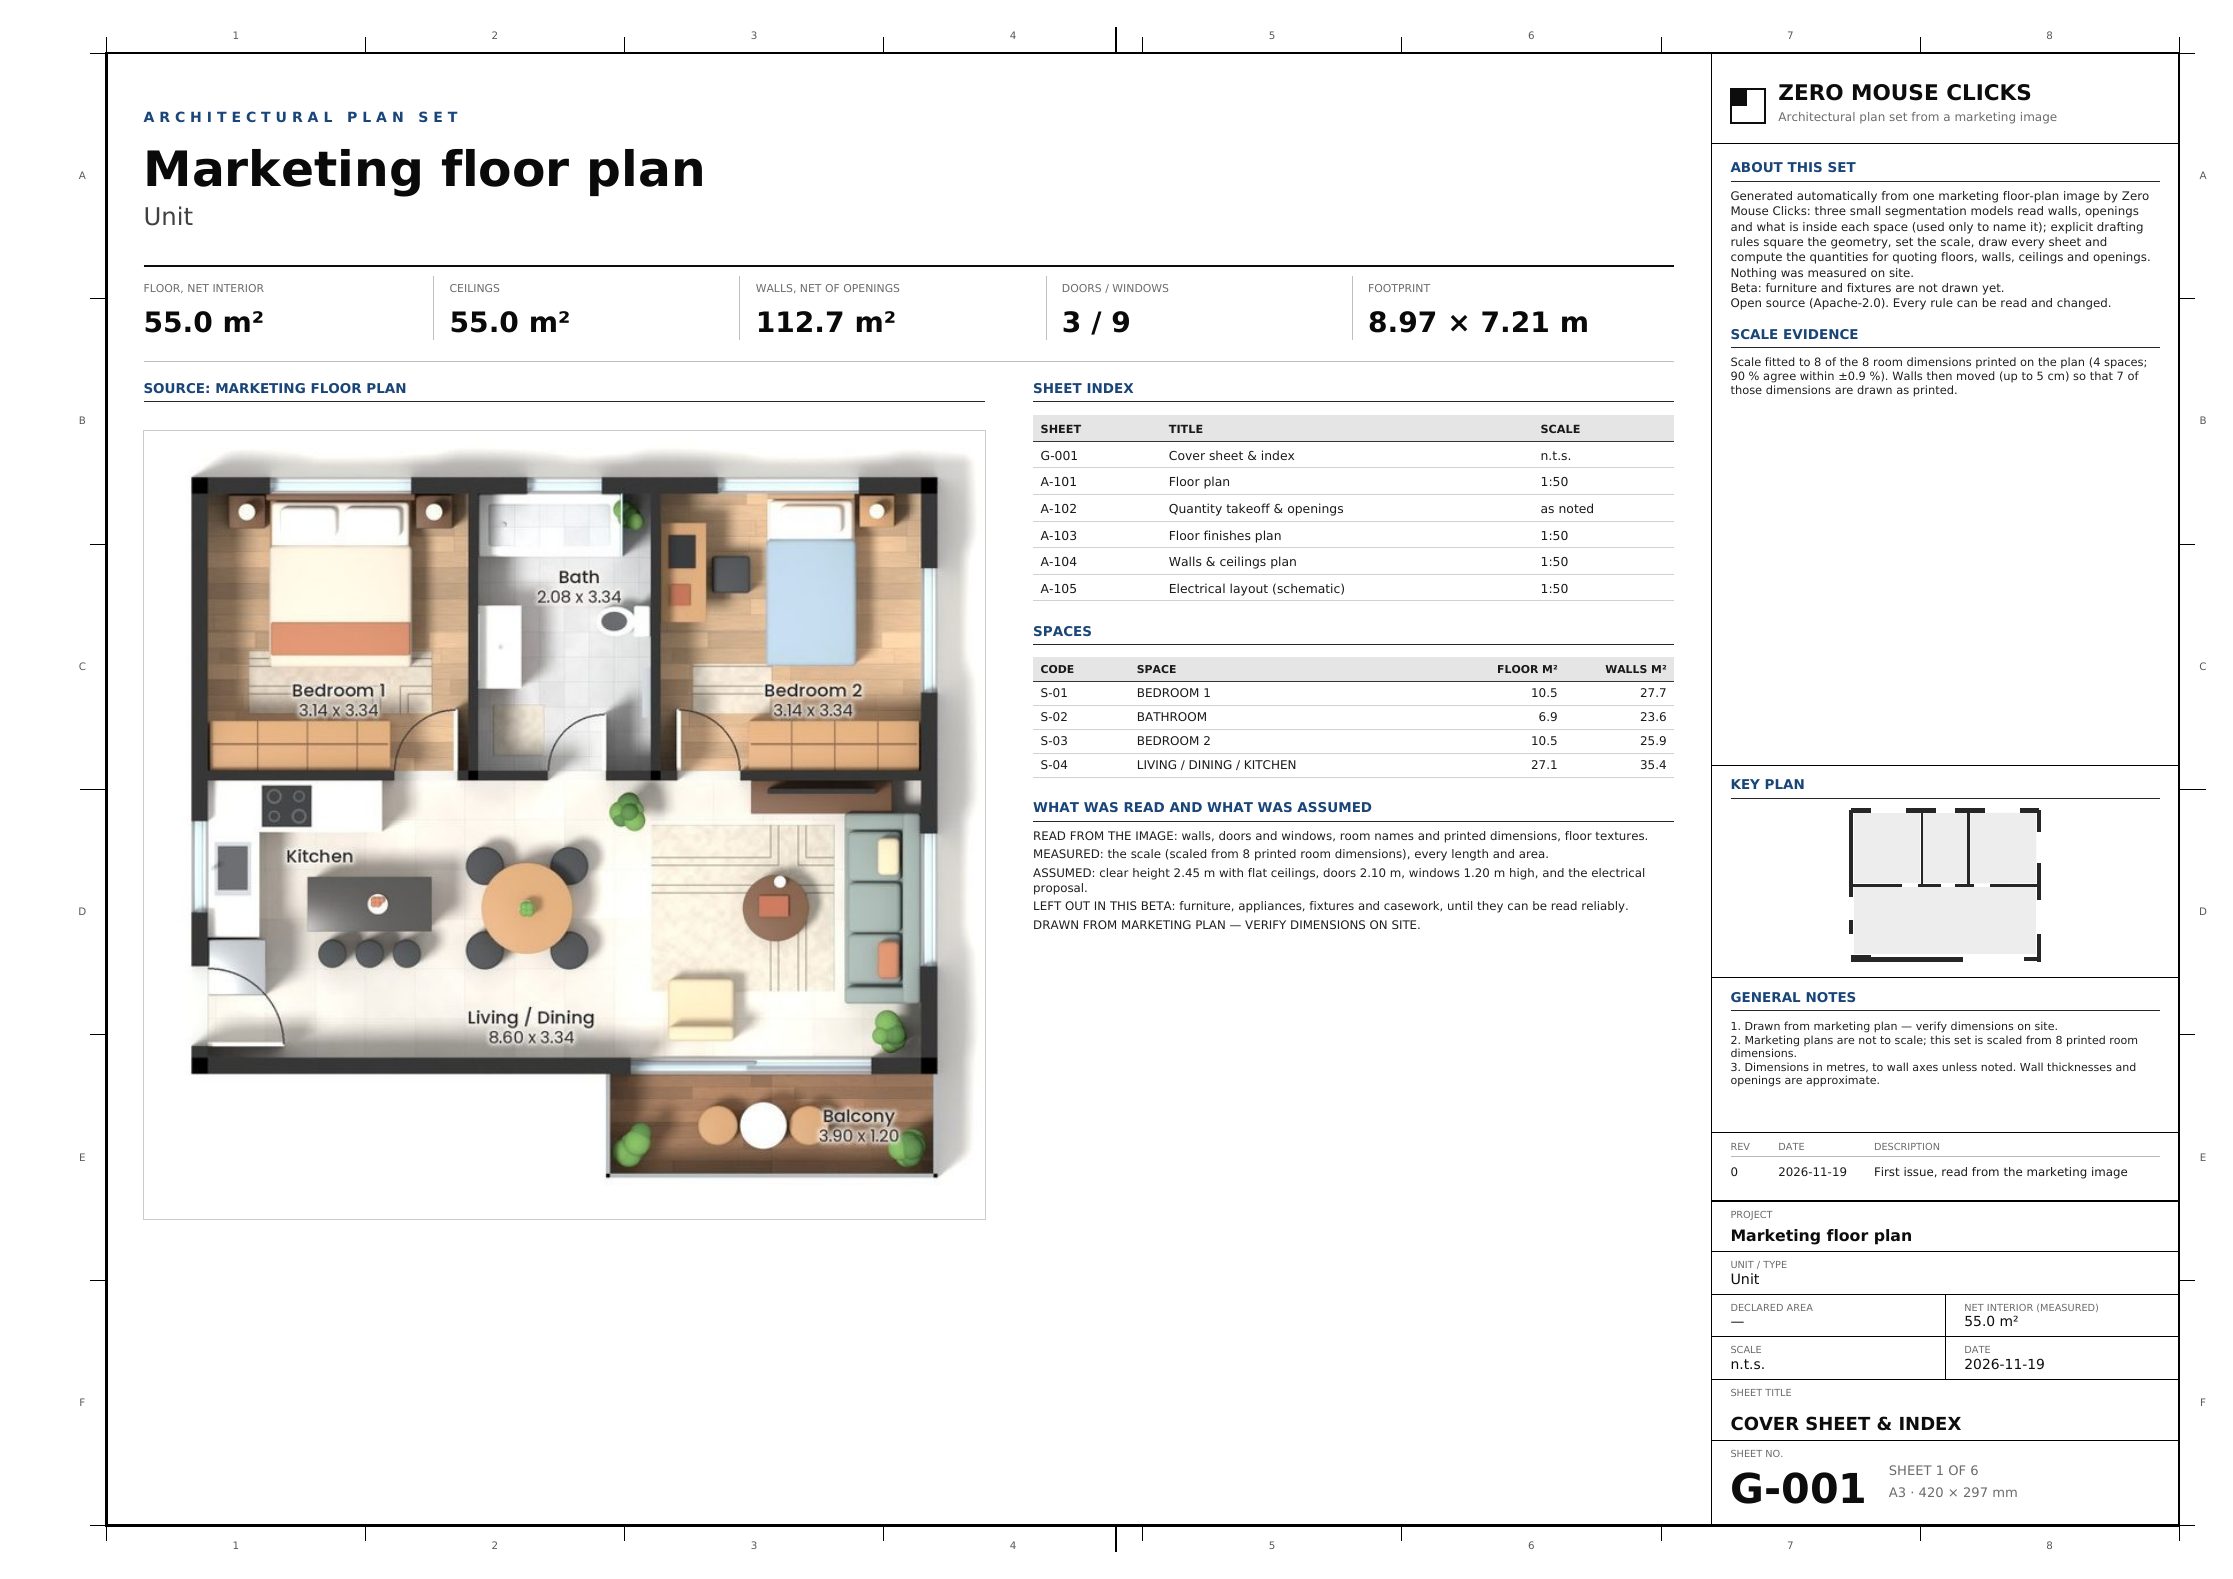 1 2 3 4 5 6 7 8
A B C D E F
ARCHITECTURAL PLAN SET
Marketing floor plan
Unit
FLOOR, NET INTERIOR
55.0 m²
CEILINGS
55.0 m²
WALLS, NET OF OPENINGS
112.7 m²
DOORS / WINDOWS
3 / 9
FOOTPRINT
8.97 × 7.21 m
SOURCE: MARKETING FLOOR PLAN
Bath
2.08 x 3.34
Bedroom 1
3.14 x 3.34
Bedroom 2
3.14 x 3.34
Kitchen
Living / Dining
8.60 x 3.34
Balcony
3.90 x 1.20
SHEET INDEX
SHEET TITLE SCALE
G-001 Cover sheet & index n.t.s.
A-101 Floor plan 1:50
A-102 Quantity takeoff & openings as noted
A-103 Floor finishes plan 1:50
A-104 Walls & ceilings plan 1:50
A-105 Electrical layout (schematic) 1:50
SPACES
CODE SPACE FLOOR M² WALLS M²
S-01 BEDROOM 1 10.5 27.7
S-02 BATHROOM 6.9 23.6
S-03 BEDROOM 2 10.5 25.9
S-04 LIVING / DINING / KITCHEN 27.1 35.4
WHAT WAS READ AND WHAT WAS ASSUMED
READ FROM THE IMAGE: walls, doors and windows, room names and printed dimensions, floor textures.
MEASURED: the scale (scaled from 8 printed room dimensions), every length and area.
ASSUMED: clear height 2.45 m with flat ceilings, doors 2.10 m, windows 1.20 m high, and the electrical
proposal.
LEFT OUT IN THIS BETA: furniture, appliances, fixtures and casework, until they can be read reliably.
DRAWN FROM MARKETING PLAN — VERIFY DIMENSIONS ON SITE.
ZERO MOUSE CLICKS
Architectural plan set from a marketing image
ABOUT THIS SET
Generated automatically from one marketing floor-plan image by Zero
Mouse Clicks: three small segmentation models read walls, openings
and what is inside each space (used only to name it); explicit drafting
rules square the geometry, set the scale, draw every sheet and
compute the quantities for quoting floors, walls, ceilings and openings.
Nothing was measured on site.
Beta: furniture and fixtures are not drawn yet.
Open source (Apache-2.0). Every rule can be read and changed.
SCALE EVIDENCE
Scale fitted to 8 of the 8 room dimensions printed on the plan (4 spaces;
90 % agree within ±0.9 %). Walls then moved (up to 5 cm) so that 7 of
those dimensions are drawn as printed.
KEY PLAN
GENERAL NOTES
1. Drawn from marketing plan — verify dimensions on site.
2. Marketing plans are not to scale; this set is scaled from 8 printed room
dimensions.
3. Dimensions in metres, to wall axes unless noted. Wall thicknesses and
openings are approximate.
REV DATE DESCRIPTION
0 2026-11-19 First issue, read from the marketing image
PROJECT
Marketing floor plan
UNIT / TYPE
Unit
DECLARED AREA
—
NET INTERIOR (MEASURED)
55.0 m²
SCALE
n.t.s.
DATE
2026-11-19
SHEET TITLE
COVER SHEET & INDEX
SHEET NO.
G-001
SHEET 1 OF 6
A3 · 420 × 297 mm
A B C D E F
1 2 3 4 5 6 7 8